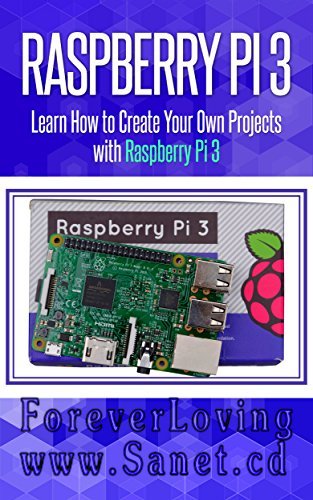 RASPBERRY PI 3
Learn How to Create Your Own Projects
with Raspberry Pi 3
Raspberry Pi 3
HDMI
ForeverLoving
www.Sanet.cd